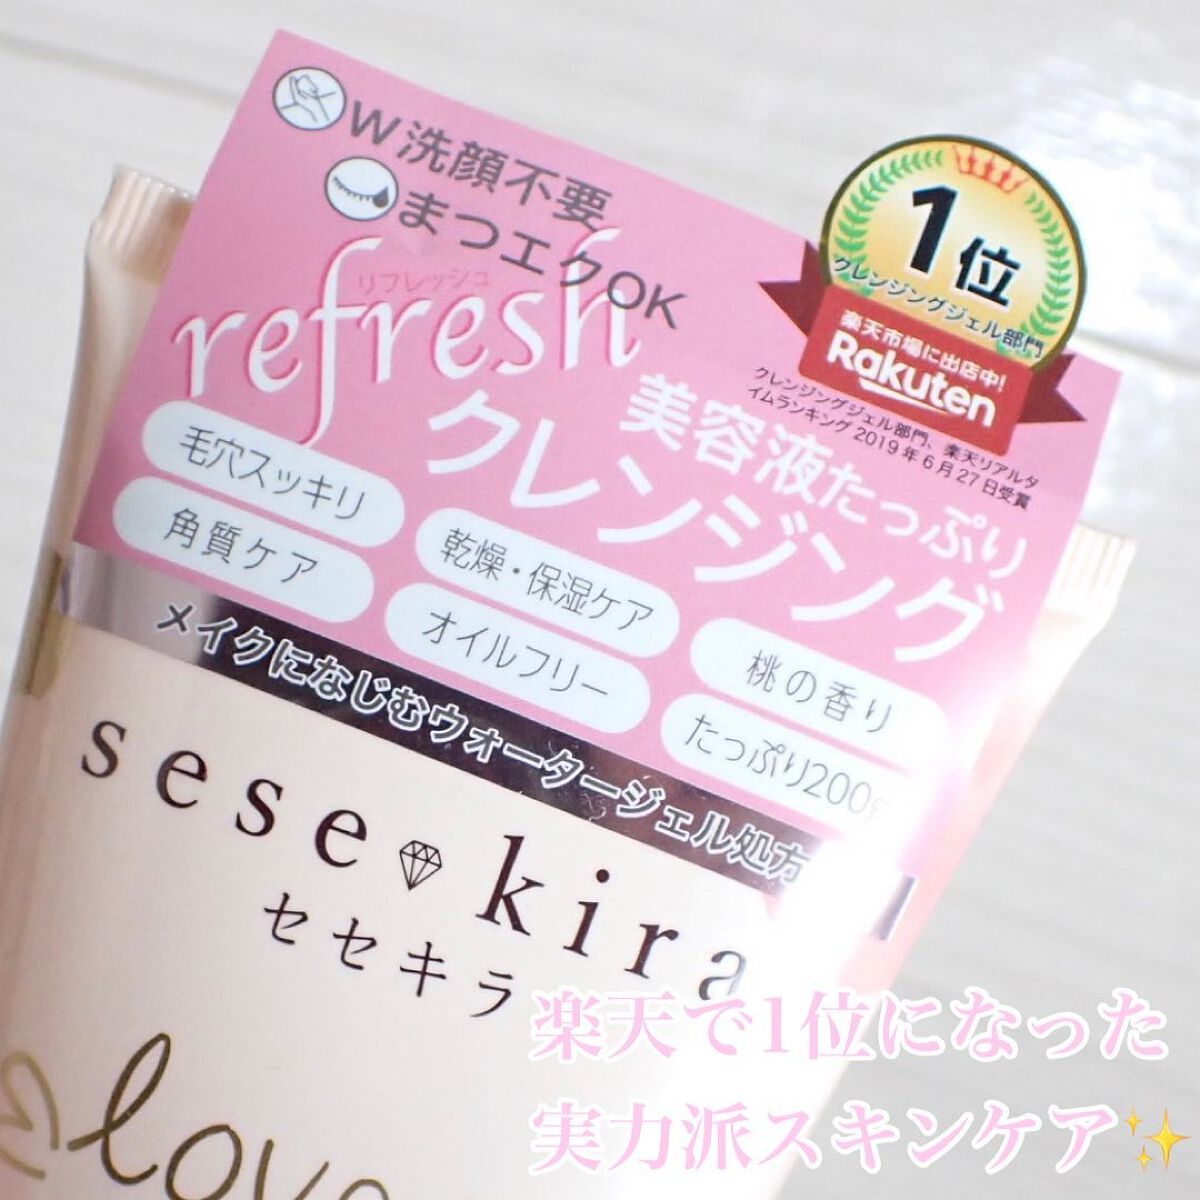 W洗顔不要
まつエクOK
リフレッシュ
refresh
1位
クレンジングジェル部門
楽天市場に出店中!
Rakuten
クレンジングジェル部門、楽天リアルタ
イムランキング2019年6月27日受賞
美容液たっぷり
クレンジング
毛穴スッキリ
乾燥・保湿ケア
桃の香り
角質ケア
オイルフリー
たっぷり200g
メイクになじむウォータージェル処方
sese kira
セセキラ
love
楽天で1位になった
実力派スキンケア✨